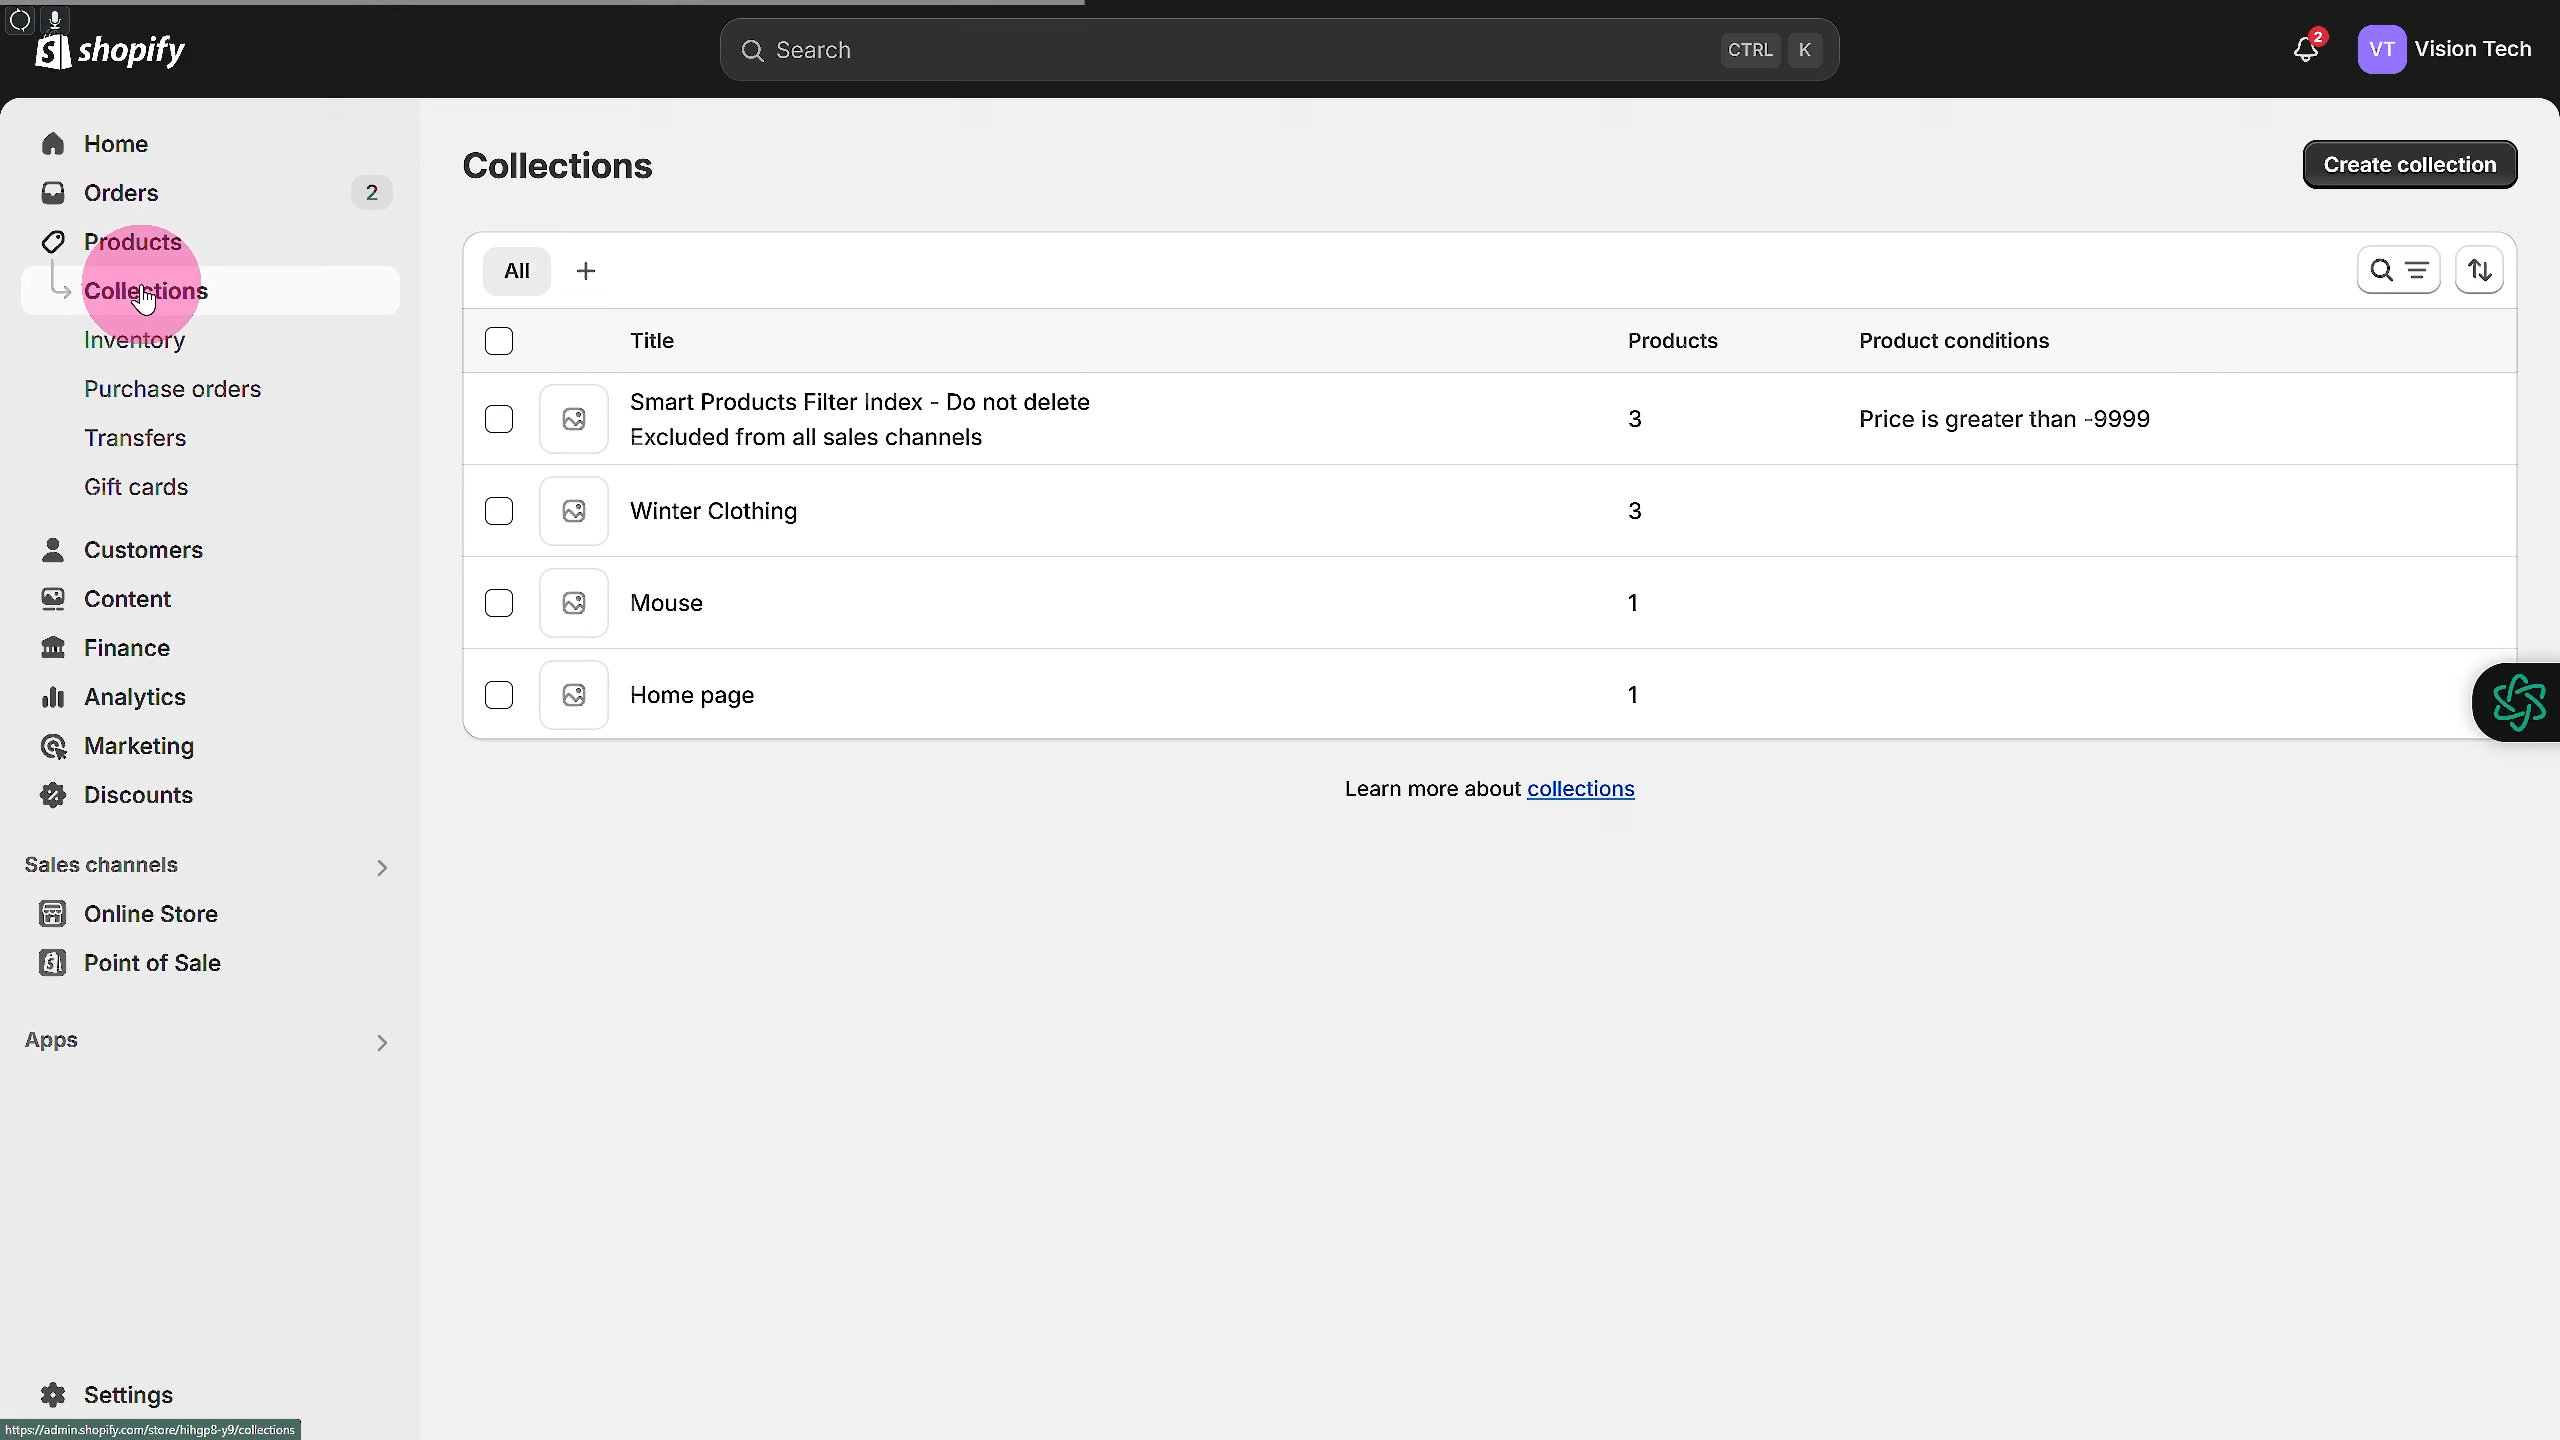 shopify
Search
CTRL K
2
VT Vision Tech
Home
Orders 2
Products
Collections
Inventory
Purchase orders
Transfers
Gift cards
Customers
Content
Finance
Analytics
Marketing
Discounts
Sales channels
Online Store
Point of Sale
Apps
Settings
https://admin.shopify.com/store/hihgp8-y9/collections
Collections
Create collection
All
Title Products Product conditions
Smart Products Filter Index - Do not delete
Excluded from all sales channels
3 Price is greater than -9999
Winter Clothing 3
Mouse 1
Home page 1
Learn more about collections